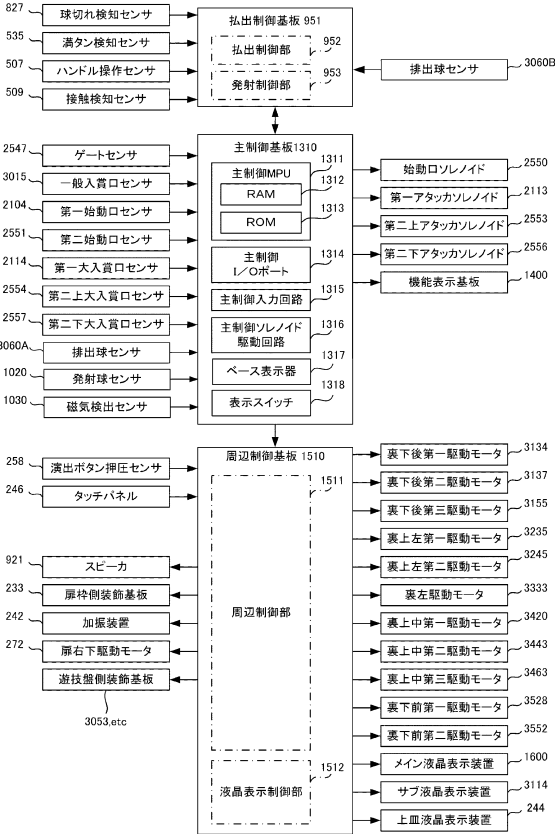 827
球切れ検知センサ
535
満タン検知センサ
507
ハンドル操作センサ
509
接触検知センサ
払出制御基板 951
952
払出制御部
953
発射制御部
排出球センサ
3060B
2547
ゲートセンサ
3015
一般入賞口センサ
2104
第一始動口センサ
2551
第二始動口センサ
2114
第一大入賞口センサ
2554
第二上大入賞口センサ
2557
第二下大入賞口センサ
3060A
排出球センサ
1020
発射球センサ
1030
磁気検出センサ
主制御基板1310
1311
主制御MPU
1312
RAM
1313
ROM
1314
主制御
I/Oポート
1315
主制御入力回路
1316
主制御ソレノイド
駆動回路
1317
ベース表示器
1318
表示スイッチ
始動口ソレノイド
2550
第一アタッカソレノイド
2113
第二上アタッカソレノイド
2553
第二下アタッカソレノイド
2556
機能表示基板
1400
258
演出ボタン押圧センサ
246
タッチパネル
921
スピーカ
233
扉枠側装飾基板
242
加振装置
272
扉右下駆動モータ
遊技盤側装飾基板
3053,etc
周辺制御基板 1510
1511
周辺制御部
1512
液晶表示制御部
裏下後第一駆動モータ
3134
裏下後第二駆動モータ
3137
裏下後第三駆動モータ
3155
裏上左第一駆動モータ
3235
裏上左第二駆動モータ
3245
裏左駆動モータ
3333
裏上中第一駆動モータ
3420
裏上中第二駆動モータ
3443
裏上中第三駆動モータ
3463
裏下前第一駆動モータ
3528
裏下前第二駆動モータ
3552
メイン液晶表示装置
1600
サブ液晶表示装置
3114
上皿液晶表示装置
244